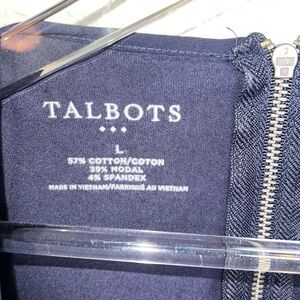 TALBOTS
L
57% COTTON/COTON
39% MODAL
4% SPANDEX
MADE IN VIETNAM/FABRIQUÉ AU VIETNAM